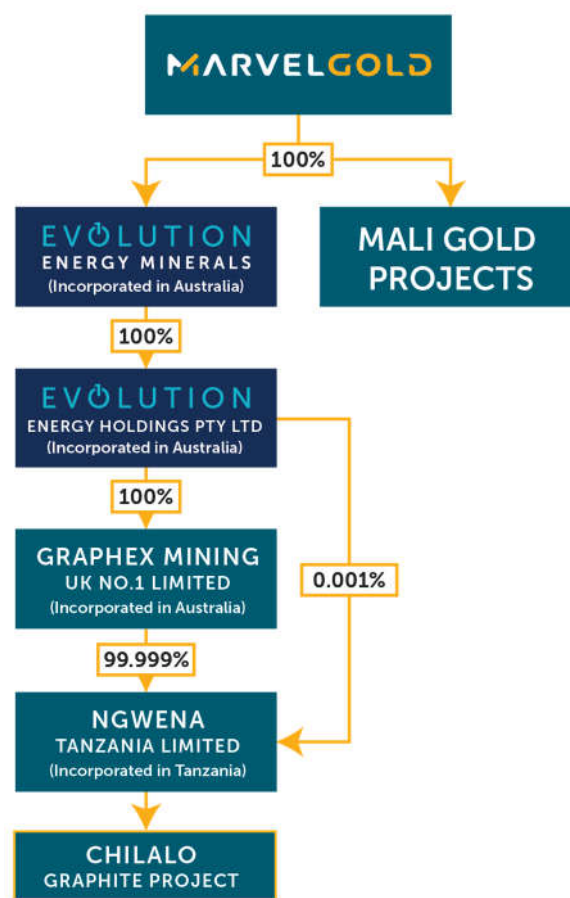 MARVELGOLD
100%
EVOLUTION
ENERGY MINERALS
(Incorporated in Australia)
MALI GOLD
PROJECTS
100%
EVOLUTION
ENERGY HOLDINGS PTY LTD
(Incorporated in Australia)
100%
GRAPHEX MINING
UK NO.1 LIMITED
(Incorporated in Australia)
0.001%
99.999%
NGWENA
TANZANIA LIMITED
(Incorporated in Tanzania)
CHILALO
GRAPHITE PROJECT